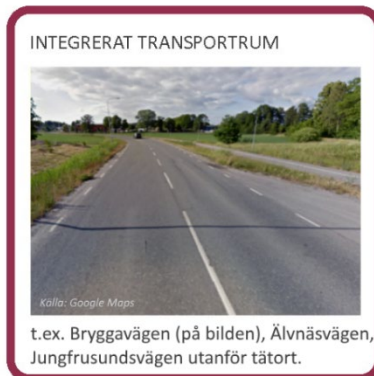 INTEGRERAT TRANSPORTRUM
Källa: Google Maps
t.ex. Bryggavägen (på bilden), Älvnäsvägen,
Jungfrusundsvägen utanför tätort.